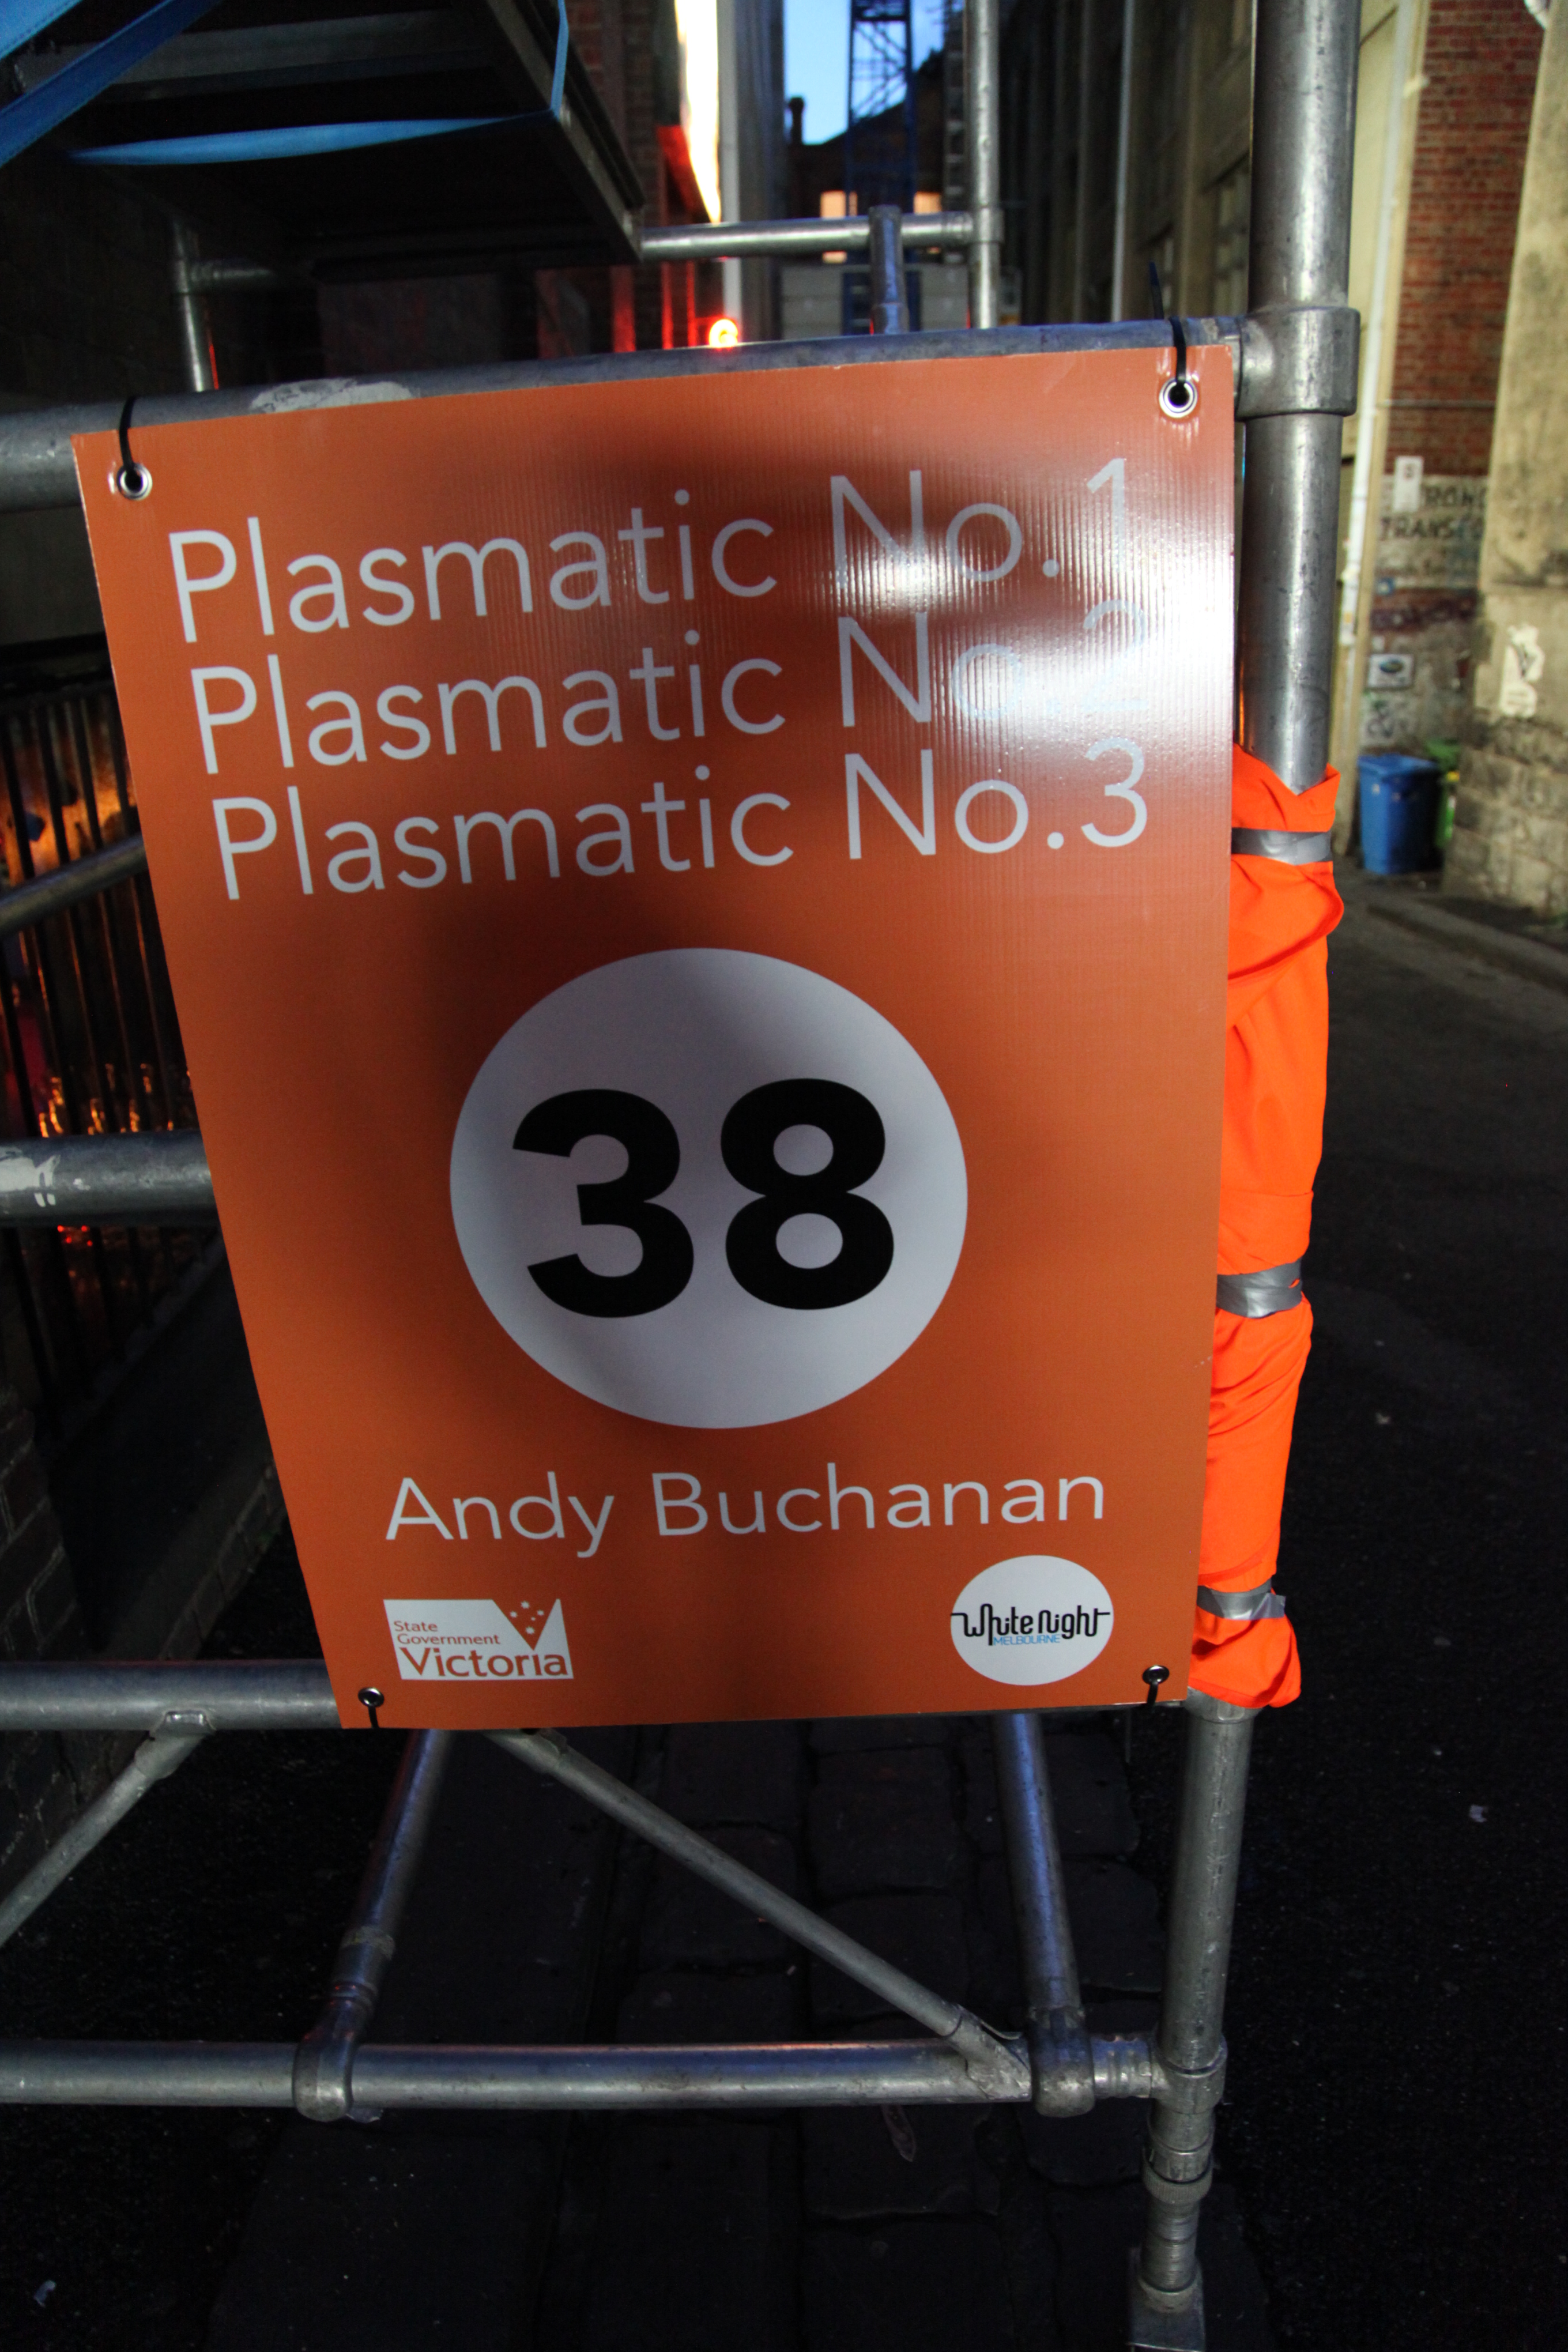 Plasmatic No.1
Plasmatic No.2
Plasmatic No.3
38
Andy Buchanan
State
Government
Victoria
White Night
MELBOURNE